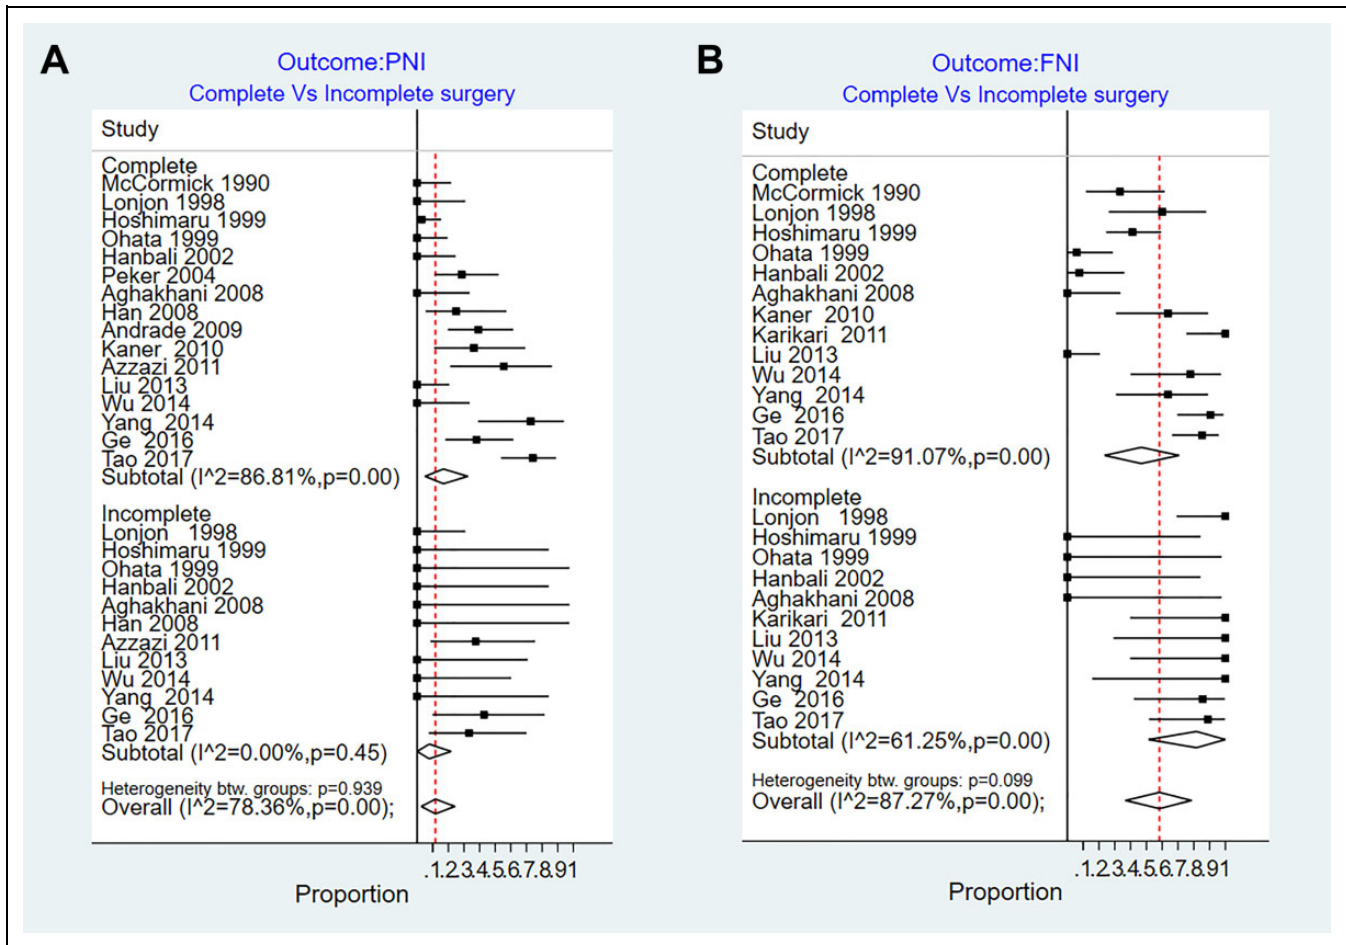 A
Outcome:PNI
Complete Vs Incomplete surgery
Study
Complete
McCormick 1990
Lonjon 1998
Hoshimaru 1999
Ohata 1999
Hanbali 2002
Peker 2004
Aghakhani 2008
Han 2008
Andrade 2009
Kaner 2010
Azzazi 2011
Liu 2013
Wu 2014
Yang 2014
Ge 2016
Tao 2017
Subtotal (I^2=86.81%,p=0.00)
Incomplete
Lonjon 1998
Hoshimaru 1999
Ohata 1999
Hanbali 2002
Aghakhani 2008
Han 2008
Azzazi 2011
Liu 2013
Wu 2014
Yang 2014
Ge 2016
Tao 2017
Subtotal (I^2=0.00%,p=0.45)
Heterogeneity btw. groups: p=0.939
Overall (I^2=78.36%,p=0.00);
.1.2.3.4.5.6.7.8.91
Proportion
B
Outcome:FNI
Complete Vs Incomplete surgery
Study
Complete
McCormick 1990
Lonjon 1998
Hoshimaru 1999
Ohata 1999
Hanbali 2002
Aghakhani 2008
Kaner 2010
Karikari 2011
Liu 2013
Wu 2014
Yang 2014
Ge 2016
Tao 2017
Subtotal (I^2=91.07%,p=0.00)
Incomplete
Lonjon 1998
Hoshimaru 1999
Ohata 1999
Hanbali 2002
Aghakhani 2008
Karikari 2011
Liu 2013
Wu 2014
Yang 2014
Ge 2016
Tao 2017
Subtotal (I^2=61.25%,p=0.00)
Heterogeneity btw. groups: p=0.099
Overall (I^2=87.27%,p=0.00);
.1.2.3.4.5.6.7.8.91
Proportion